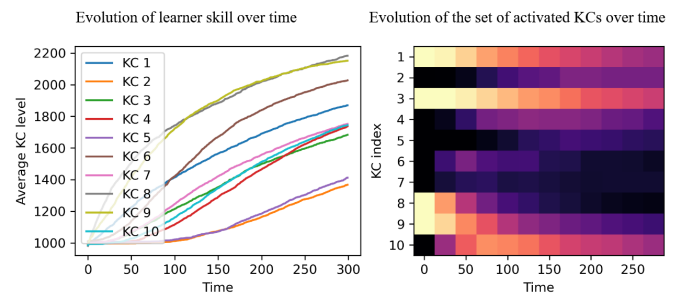 Evolution of learner skill over time
Evolution of the set of activated KCs over time
2200
2000
1800
1600
1400
1200
1000
Average KC level
KC 1
KC 2
KC 3
KC 4
KC 5
KC 6
KC 7
KC 8
KC 9
KC 10
0 50 100 150 200 250 300
Time
KC index
1
2
3
4
5
6
7
8
9
10
0 50 100 150 200 250
Time